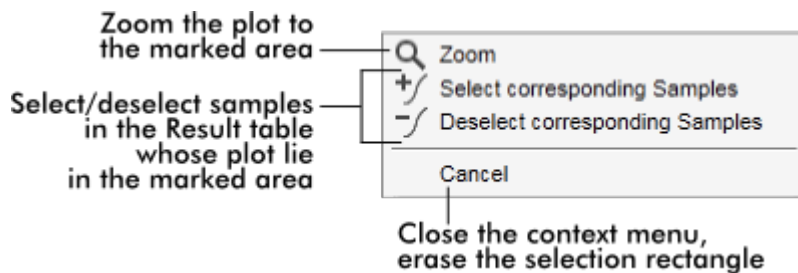 Zoom the plot to
the marked area
Zoom
Select corresponding Samples
Deselect corresponding Samples
Select/deselect samples
in the Result table
whose plot lie
in the marked area
Cancel
Close the context menu,
erase the selection rectangle